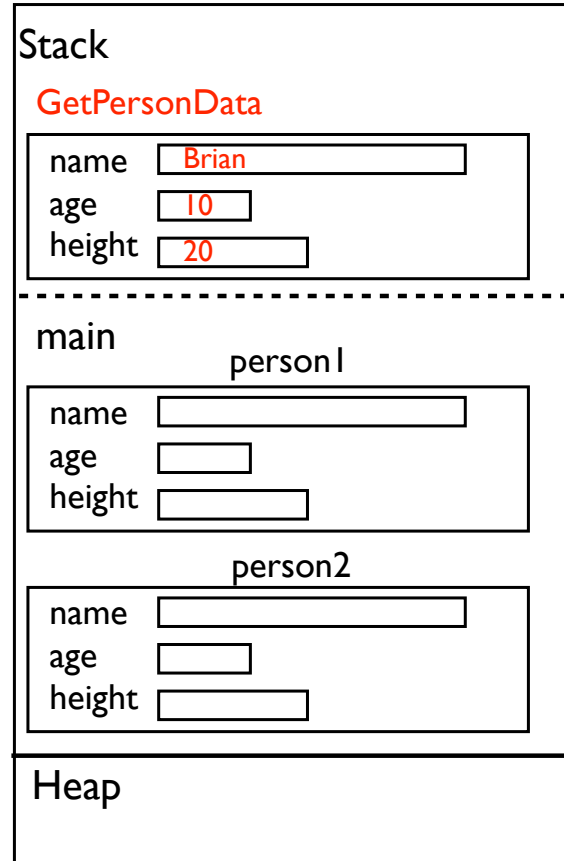 Stack
GetPersonData
name Brian
age 10
height 20
main
person1
name
age
height
person2
name
age
height
Heap